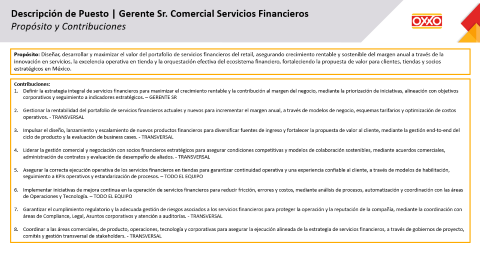 Descripción de Puesto | Gerente Sr. Comercial Servicios Financieros
Propósito y Contribuciones
OXXO
Propósito: Diseñar, desarrollar y maximizar el valor del portafolio de servicios financieros del retail, asegurando crecimiento rentable y sostenible del margen anual a través de la
innovación en servicios, la excelencia operativa en tienda y la orquestación efectiva del ecosistema financiero, fortaleciendo la propuesta de valor para clientes, tiendas y socios
estratégicos en México.
Contribuciones:
1. Definir la estrategia integral de servicios financieros para maximizar el crecimiento rentable y la contribución al margen del negocio, mediante la priorización de iniciativas, alineación con objetivos
corporativos y seguimiento a indicadores estratégicos. – GERENTE SR
2. Gestionar la rentabilidad del portafolio de servicios financieros actuales y nuevos para incrementar el margen anual, a través de modelos de negocio, esquemas tarifarios y optimización de costos
operativos. - TRANSVERSAL
3. Impulsar el diseño, lanzamiento y escalamiento de nuevos productos financieros para diversificar fuentes de ingreso y fortalecer la propuesta de valor al cliente, mediante la gestión end-to-end del
ciclo de producto y la evaluación de business cases. - TRANSVERSAL
4. Liderar la gestión comercial y negociación con socios financieros estratégicos para asegurar condiciones competitivas y modelos de colaboración sostenibles, mediante acuerdos comerciales,
administración de contratos y evaluación de desempeño de aliados. - TRANSVERSAL
5. Asegurar la correcta ejecución operativa de los servicios financieros en tiendas para garantizar continuidad operativa y una experiencia confiable al cliente, a través de modelos de habilitación,
seguimiento a KPIs operativos y estandarización de procesos. – TODO EL EQUIPO
6. Implementar iniciativas de mejora continua en la operación de servicios financieros para reducir fricción, errores y costos, mediante análisis de procesos, automatización y coordinación con las áreas
de Operaciones y Tecnología. – TODO EL EQUIPO
7. Garantizar el cumplimiento regulatorio y la adecuada gestión de riesgos asociados a los servicios financieros para proteger la operación y la reputación de la compañía, mediante la coordinación con
áreas de Compliance, Legal, Asuntos corporativos y atención a auditorías. - TRANSVERSAL
8. Coordinar a las áreas comerciales, de producto, operaciones, tecnología y corporativas para asegurar la ejecución alineada de la estrategia de servicios financieros, a través de gobiernos de proyecto,
comités y gestión transversal de stakeholders. - TRANSVERSAL